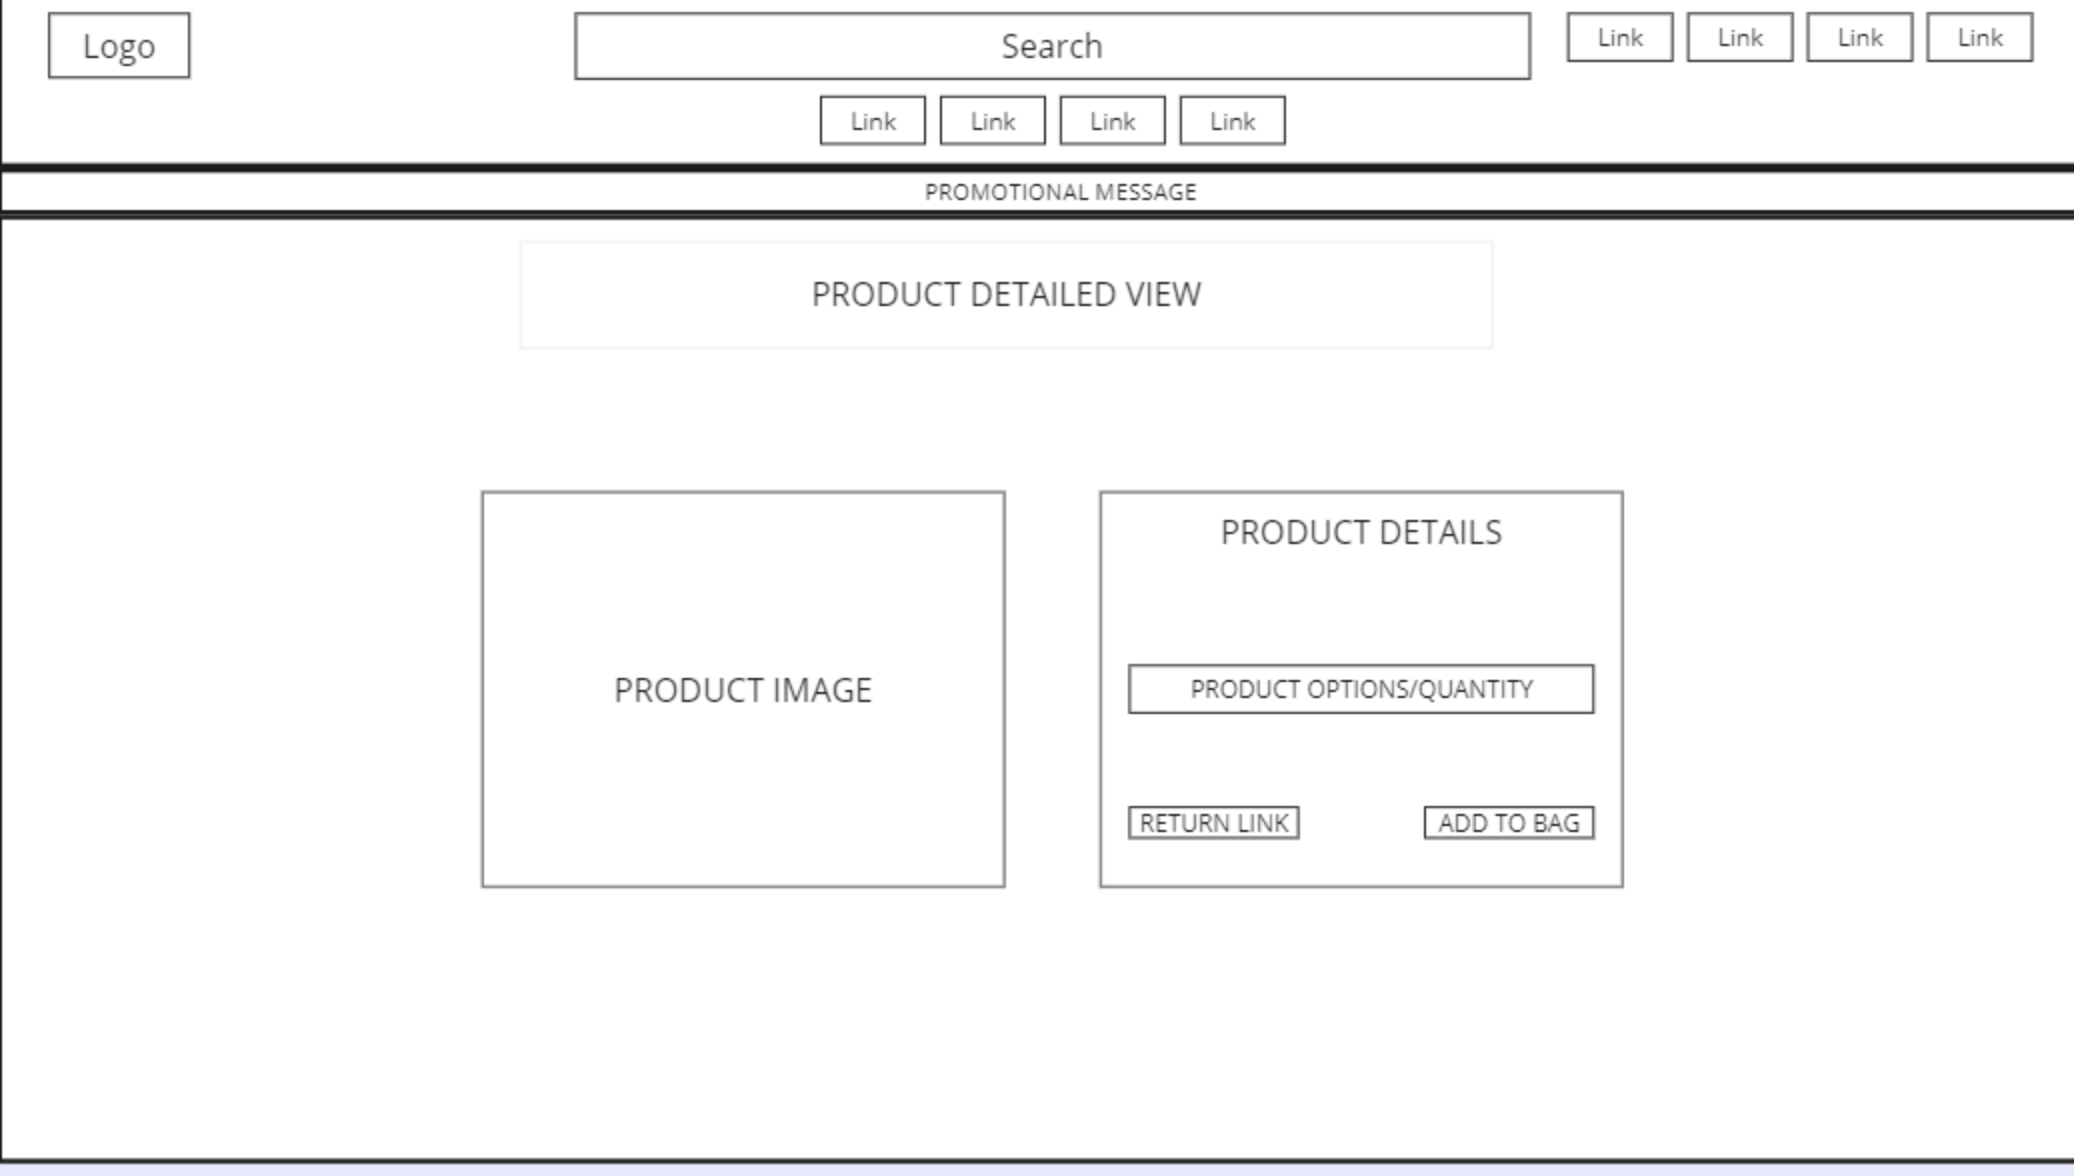 Logo
Search
Link Link Link Link
Link Link Link Link
PROMOTIONAL MESSAGE
PRODUCT DETAILED VIEW
PRODUCT IMAGE
PRODUCT DETAILS
PRODUCT OPTIONS/QUANTITY
RETURN LINK
ADD TO BAG